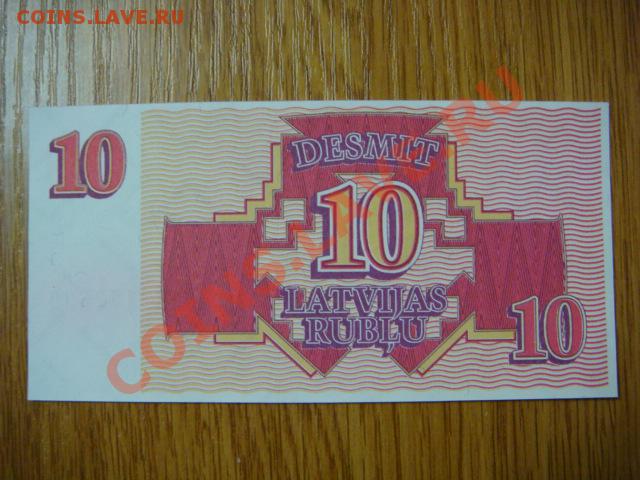 COINS.LAVE.RU
10
DESMIT
10
LATVIJAS
RUBĻU
10
COINS.LAVE.RU